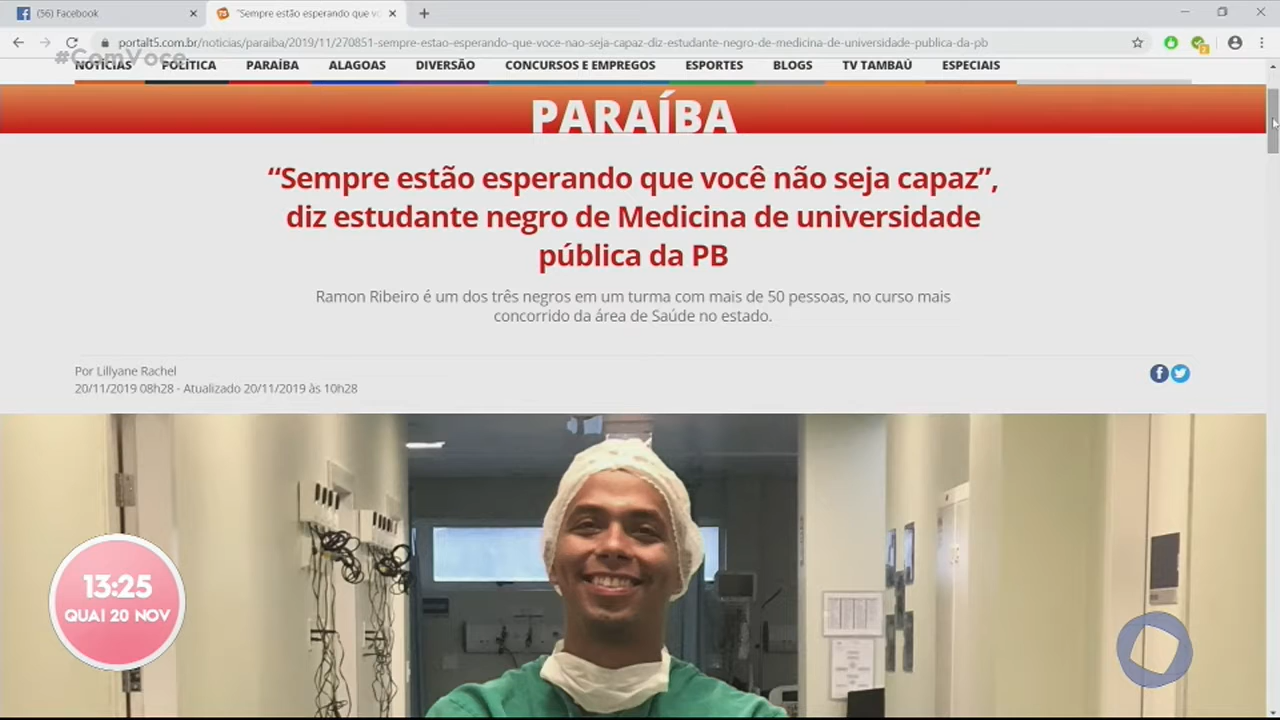 (56) Facebook
"Sempre estão esperando que vo
portalt5.com.br/noticias/paraiba/2019/11/270851-sempre-estao-esperando-que-voce-nao-seja-capaz-diz-estudante-negro-de-medicina-de-universidade-publica-da-pb
#ComVoce
NOTÍCIAS POLÍTICA PARAÍBA ALAGOAS DIVERSÃO CONCURSOS E EMPREGOS ESPORTES BLOGS TV TAMBAÚ ESPECIAIS
PARAÍBA
“Sempre estão esperando que você não seja capaz”,
diz estudante negro de Medicina de universidade
pública da PB
Ramon Ribeiro é um dos três negros em um turma com mais de 50 pessoas, no curso mais
concorrido da área de Saúde no estado.
Por Lillyane Rachel
20/11/2019 08h28 - Atualizado 20/11/2019 às 10h28
13:25
QUA| 20 NOV